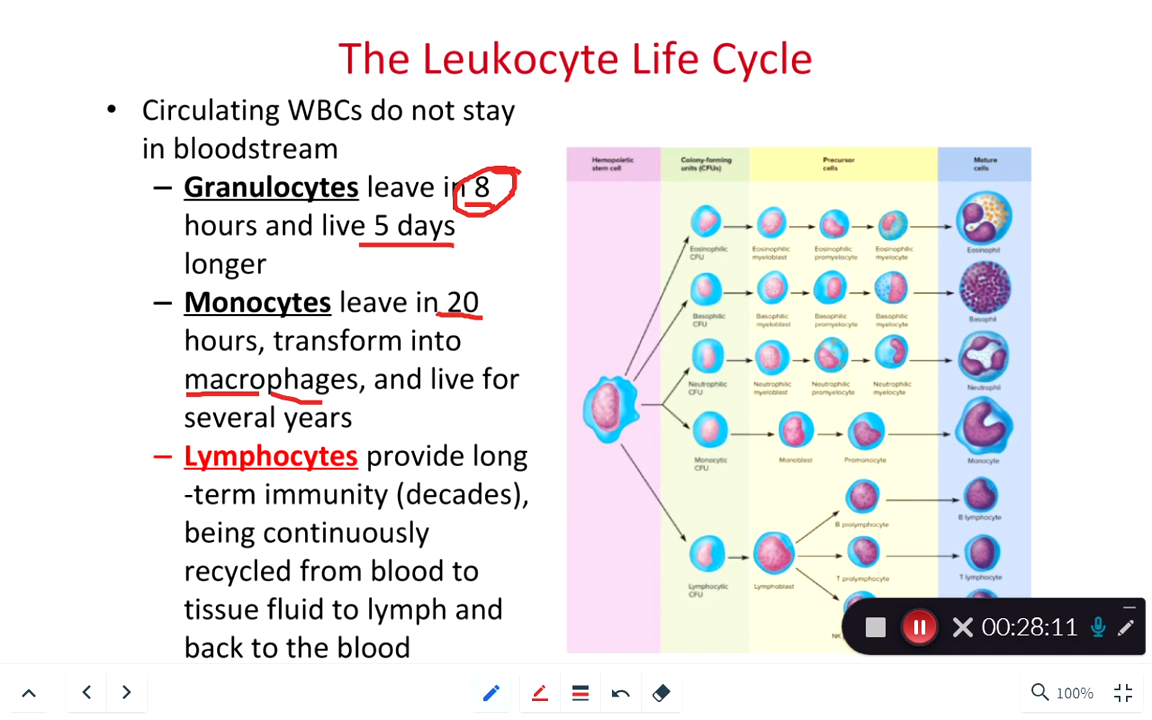 The Leukocyte Life Cycle
• Circulating WBCs do not stay
in bloodstream
– Granulocytes leave in 8
hours and live 5 days
longer
– Monocytes leave in 20
hours, transform into
macrophages, and live for
several years
– Lymphocytes provide long
-term immunity (decades),
being continuously
recycled from blood to
tissue fluid to lymph and
back to the blood
Hemopoietic
stem cell
Colony-forming
units (CFUs)
Precursor
cells
Mature
cells
Eosinophilic
CFU
Eosinophilic
myeloblast
Eosinophilic
promyelocyte
Eosinophilic
myelocyte
Eosinophil
Basophilic
CFU
Basophilic
myeloblast
Basophilic
promyelocyte
Basophilic
myelocyte
Basophil
Neutrophilic
CFU
Neutrophilic
myeloblast
Neutrophilic
promyelocyte
Neutrophilic
myelocyte
Neutrophil
Monocytic
CFU
Monoblast
Promonocyte
Monocyte
B prolymphocyte
B lymphocyte
Lymphocytic
CFU
Lymphoblast
T prolymphocyte
T lymphocyte
NK
00:28:11
100%